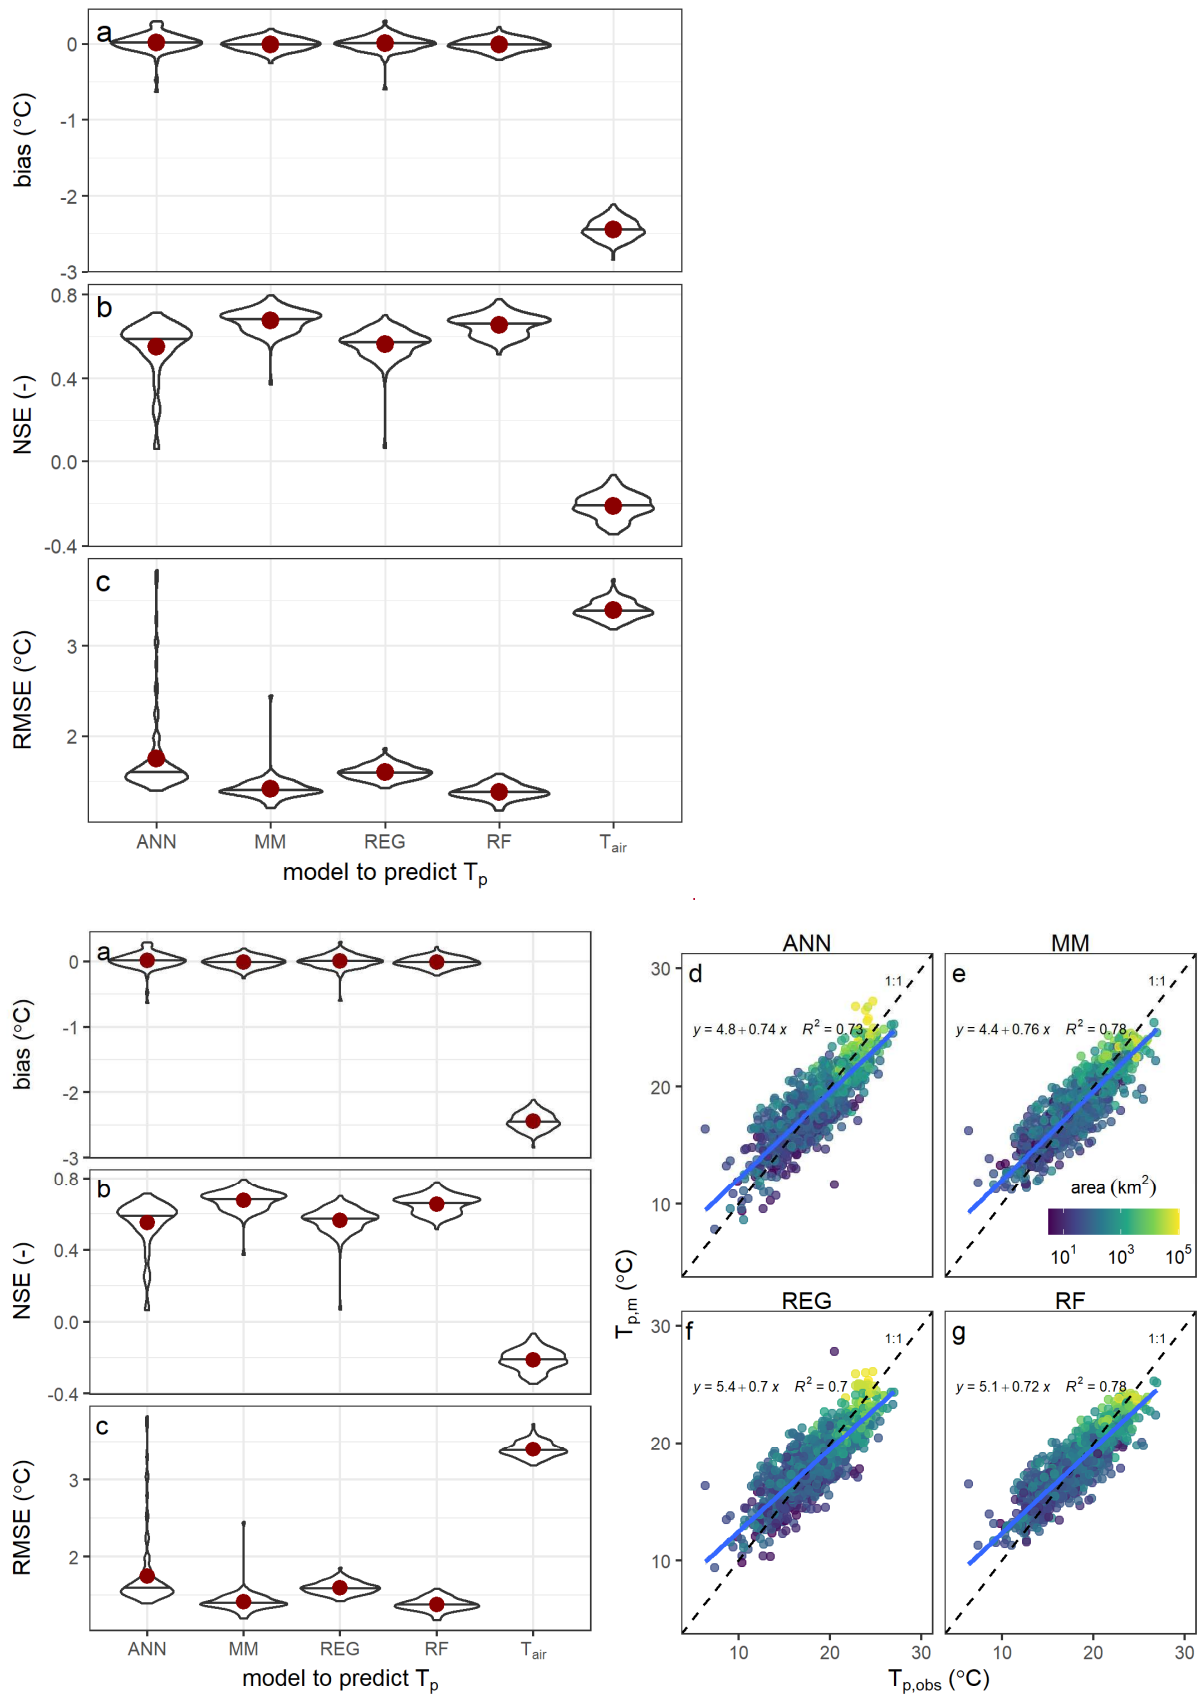 a
0
-1
-2
-3
bias (°C)
b
0.8
0.4
0.0
-0.4
NSE (-)
c
3
2
RMSE (°C)
ANN MM REG RF Tair
model to predict Tp
a
0
-1
-2
-3
bias (°C)
b
0.8
0.4
0.0
-0.4
NSE (-)
c
3
2
RMSE (°C)
ANN MM REG RF Tair
model to predict Tp
ANN
d
1:1
y = 4.8 + 0.74 x R² = 0.73
30
20
10
MM
e
1:1
y = 4.4 + 0.76 x R² = 0.78
area (km²)
10¹ 10³ 10⁵
Tp,m (°C)
REG
f
1:1
y = 5.4 + 0.7 x R² = 0.7
30
20
10
10 20 30
RF
g
1:1
y = 5.1 + 0.72 x R² = 0.78
10 20 30
Tp,obs (°C)